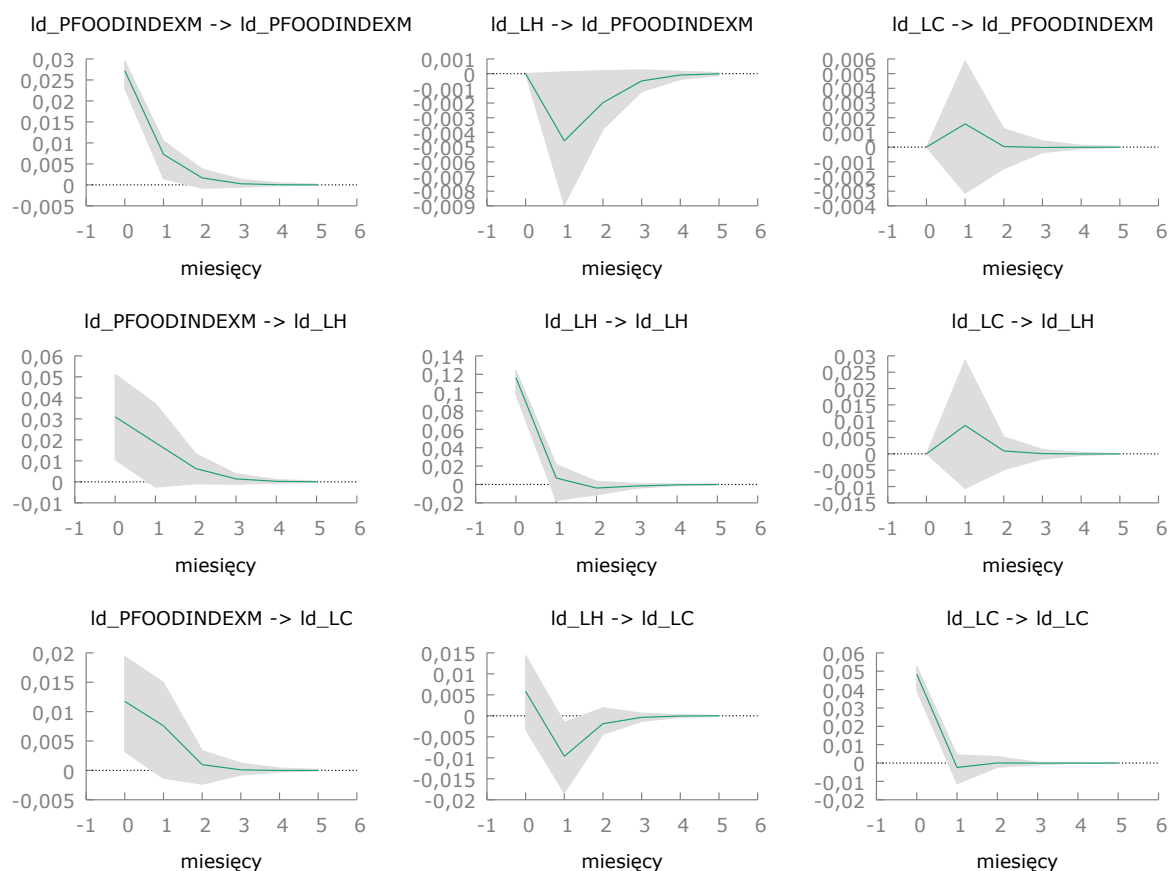 ld_PFOODINDEXM -> ld_PFOODINDEXM
0,03
0,025
0,02
0,015
0,01
0,005
0
-0,005
-1 0 1 2 3 4 5 6
miesięcy
ld_LH -> ld_PFOODINDEXM
0,001
0
-0,001
-0,002
-0,003
-0,004
-0,005
-0,006
-0,007
-0,008
-0,009
-1 0 1 2 3 4 5 6
miesięcy
ld_LC -> ld_PFOODINDEXM
0,006
0,005
0,004
0,003
0,002
0,001
0
-0,001
-0,002
-0,003
-0,004
-1 0 1 2 3 4 5 6
miesięcy
ld_PFOODINDEXM -> ld_LH
0,06
0,05
0,04
0,03
0,02
0,01
0
-0,01
-1 0 1 2 3 4 5 6
miesięcy
ld_LH -> ld_LH
0,14
0,12
0,1
0,08
0,06
0,04
0,02
0
-0,02
-1 0 1 2 3 4 5 6
miesięcy
ld_LC -> ld_LH
0,03
0,025
0,02
0,015
0,01
0,005
0
-0,005
-0,01
-0,015
-1 0 1 2 3 4 5 6
miesięcy
ld_PFOODINDEXM -> ld_LC
0,02
0,015
0,01
0,005
0
-0,005
-1 0 1 2 3 4 5 6
miesięcy
ld_LH -> ld_LC
0,015
0,01
0,005
0
-0,005
-0,01
-0,015
-0,02
-1 0 1 2 3 4 5 6
miesięcy
ld_LC -> ld_LC
0,06
0,05
0,04
0,03
0,02
0,01
0
-0,01
-0,02
-1 0 1 2 3 4 5 6
miesięcy